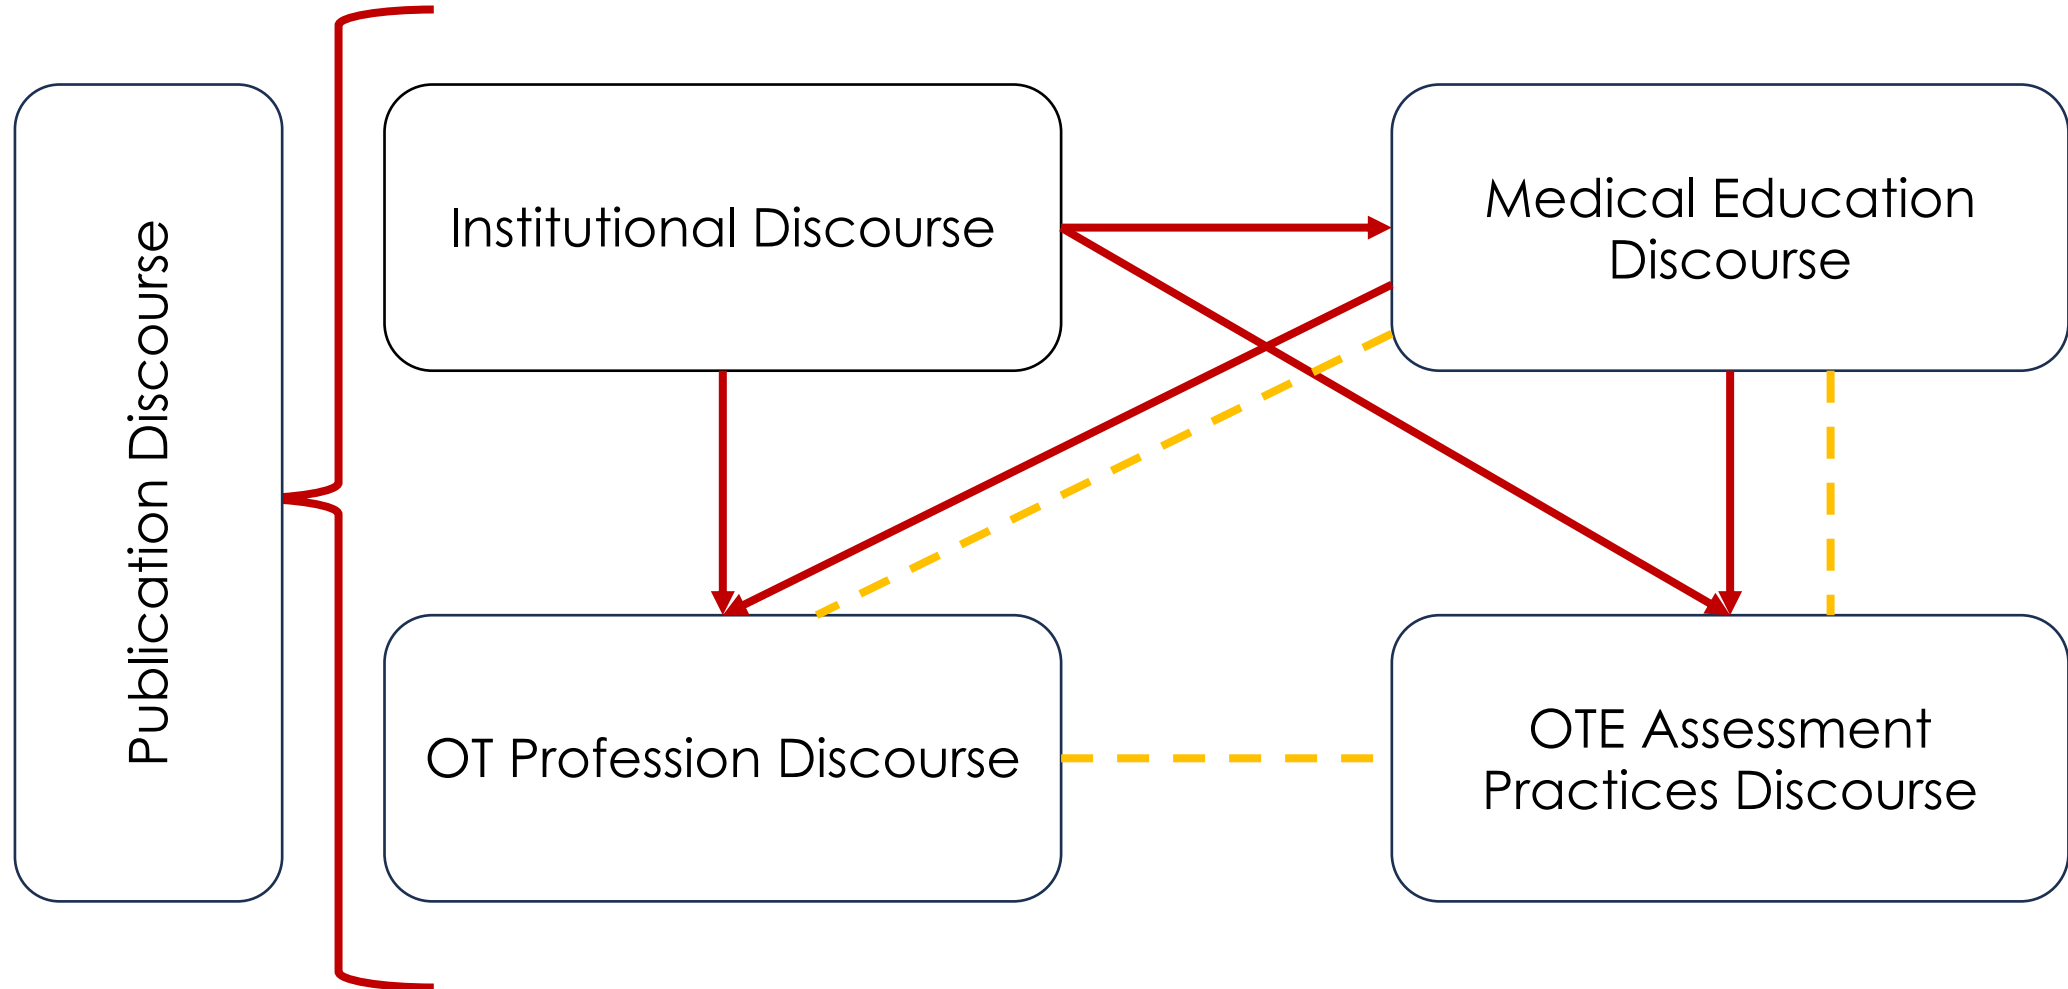 Publication Discourse
Institutional Discourse
Medical Education
Discourse
OT Profession Discourse
OTE Assessment
Practices Discourse